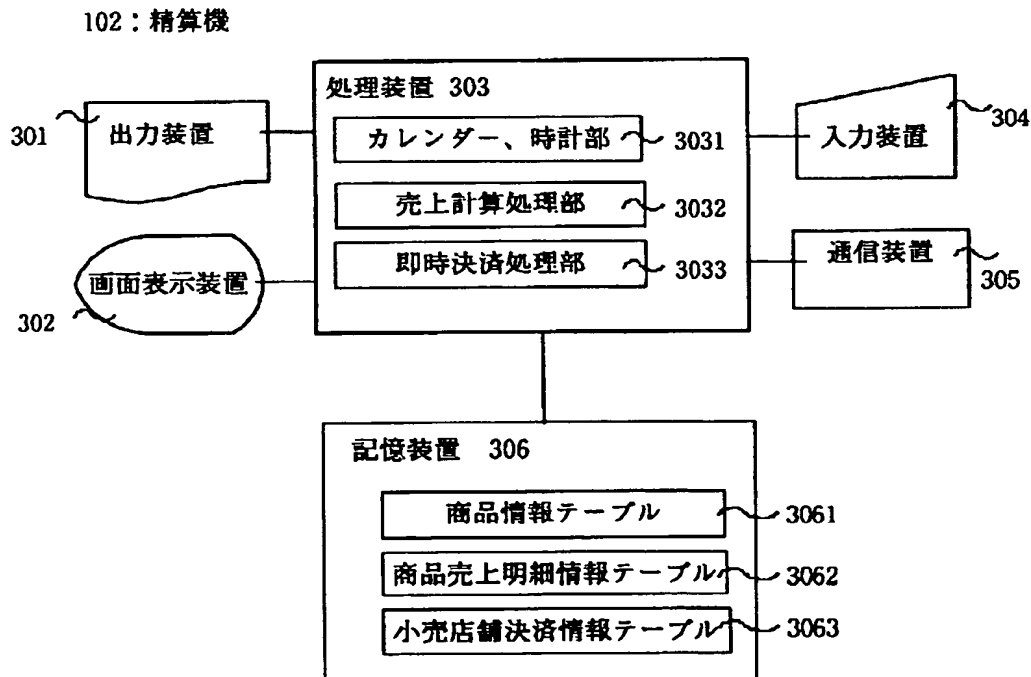 102：精算機
処理装置 303
301
出力装置
カレンダー、時計部
3031
入力装置
304
売上計算処理部
3032
画面表示装置
302
即時決済処理部
3033
通信装置
305
記憶装置 306
商品情報テーブル
3061
商品売上明細情報テーブル
3062
小売店舗決済情報テーブル
3063